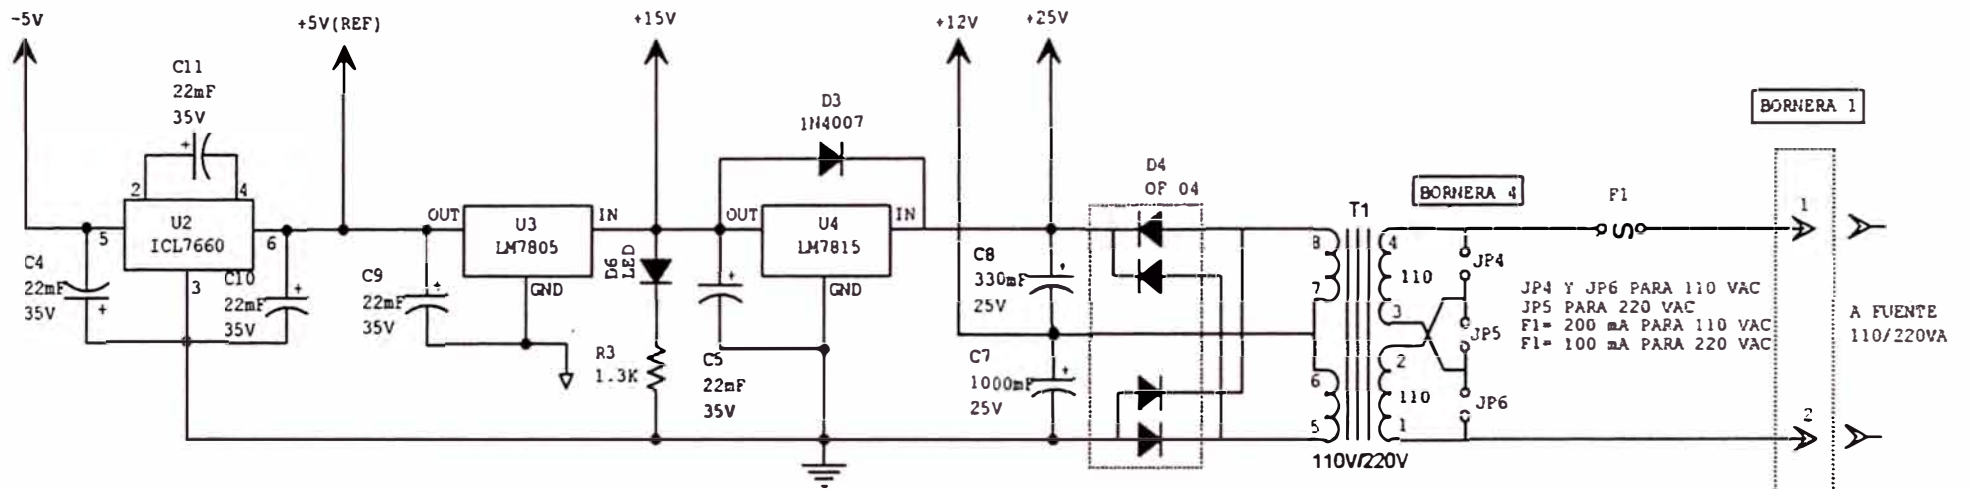 -5V
+5V(REF)
+15V
+12V
+25V
C11
22mF
35V
+
2
4
U2
ICL7660
5
6
3
C4
22mF
35V
+
C10
22mF
35V
+
C9
22mF
35V
+
OUT
IN
U3
LM7805
GND
D6
LED
R3
1.3K
D3
1N4007
OUT
IN
U4
LM7815
GND
+
C5
22mF
35V
C8
330mF
25V
+
C7
1000mF
25V
+
D4
OF 04
T1
8
7
6
5
4
110
3
2
110
1
110V/220V
BORNERA 4
JP4
JP5
JP6
F1
JP4 Y JP6 PARA 110 VAC
JP5 PARA 220 VAC
F1= 200 mA PARA 110 VAC
F1= 100 mA PARA 220 VAC
BORNERA 1
1
2
A FUENTE
110/220VA